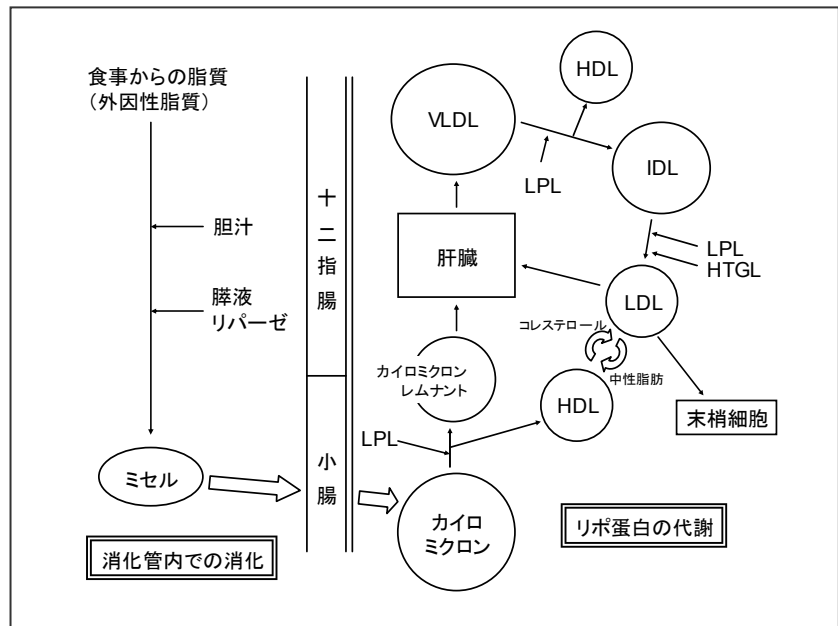 食事からの脂質
（外因性脂質）
胆汁
膵液
リパーゼ
ミセル
消化管内での消化
十二指腸
小腸
HDL
VLDL
LPL
IDL
LPL
HTGL
肝臓
LDL
コレステロール
中性脂肪
カイロミクロン
レムナント
HDL
末梢細胞
LPL
カイロ
ミクロン
リポ蛋白の代謝